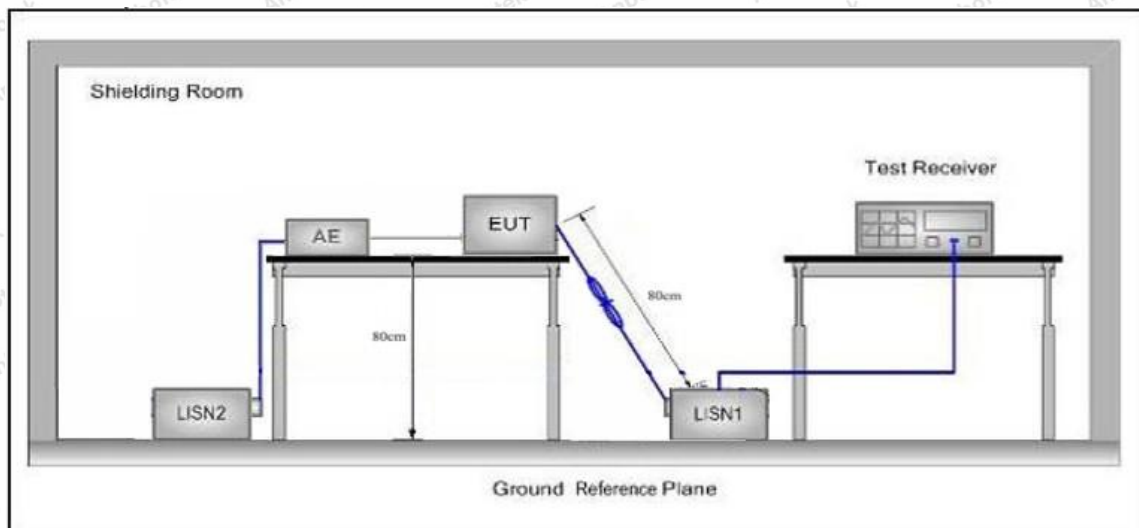 Shielding Room
Test Receiver
AE
EUT
80cm
80cm
LISN2
LISN1
Ground Reference Plane